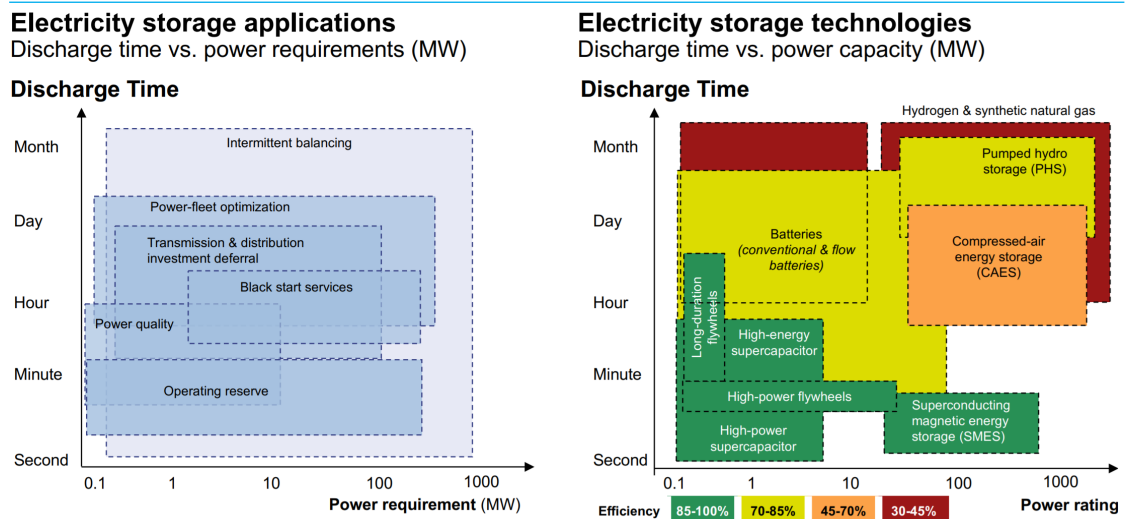 Electricity storage applications
Discharge time vs. power requirements (MW)
Discharge Time
Month
Day
Hour
Minute
Second
Intermittent balancing
Power-fleet optimization
Transmission & distribution
investment deferral
Black start services
Power quality
Operating reserve
0.1
1
10
100
1000
Power requirement (MW)
Electricity storage technologies
Discharge time vs. power capacity (MW)
Discharge Time
Hydrogen & synthetic natural gas
Month
Day
Hour
Minute
Second
Pumped hydro
storage (PHS)
Batteries
(conventional & flow
batteries)
Compressed-air
energy storage
(CAES)
Long-duration
flywheels
High-energy
supercapacitor
High-power flywheels
High-power
supercapacitor
Superconducting
magnetic energy
storage (SMES)
0.1
1
10
100
1000
Power rating
Efficiency
85-100%
70-85%
45-70%
30-45%